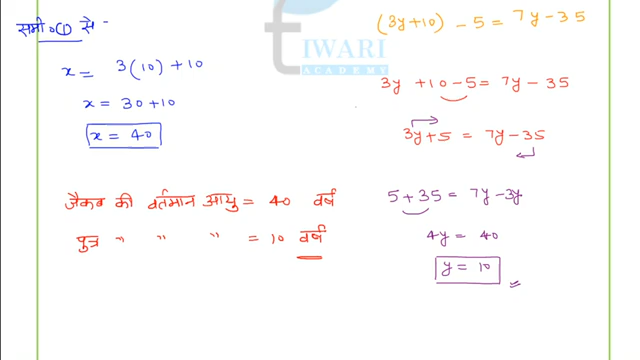 समी० ① से
x = 3(10) + 10
x = 30 + 10
x = 40
जैकब की वर्तमान आयु = 40 वर्ष
पुत्र " " " = 10 वर्ष
(3y + 10) - 5 = 7y - 35
3y + 10 - 5 = 7y - 35
3y + 5 = 7y - 35
5 + 35 = 7y - 3y
4y = 40
y = 10
TIWARI
ACADEMY